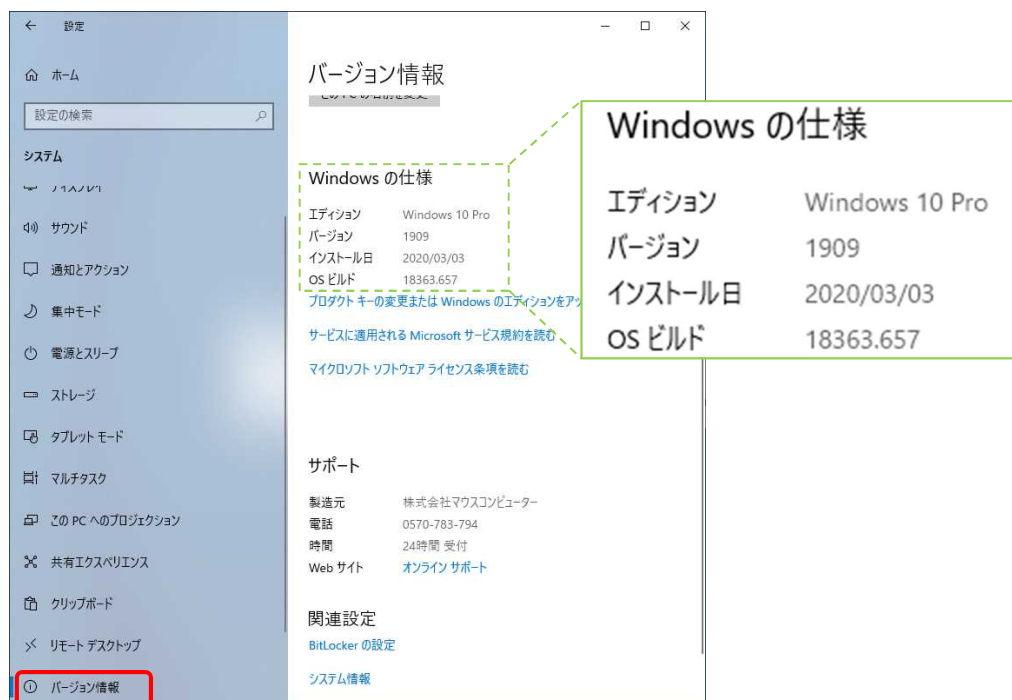 設定
ホーム
設定の検索
システム
ディスプレイ
サウンド
通知とアクション
集中モード
電源とスリープ
ストレージ
タブレット モード
マルチタスク
この PC へのプロジェクション
共有エクスペリエンス
クリップボード
リモート デスクトップ
バージョン情報
バージョン情報
この PC の名前を変更
Windows の仕様
エディション Windows 10 Pro
バージョン 1909
インストール日 2020/03/03
OS ビルド 18363.657
プロダクト キーの変更または Windows のエディションをアッ
サービスに適用される Microsoft サービス規約を読む
マイクロソフト ソフトウェア ライセンス条項を読む
サポート
製造元 株式会社マウスコンピューター
電話 0570-783-794
時間 24時間 受付
Web サイト オンライン サポート
関連設定
BitLocker の設定
システム情報
Windows の仕様
エディション Windows 10 Pro
バージョン 1909
インストール日 2020/03/03
OS ビルド 18363.657